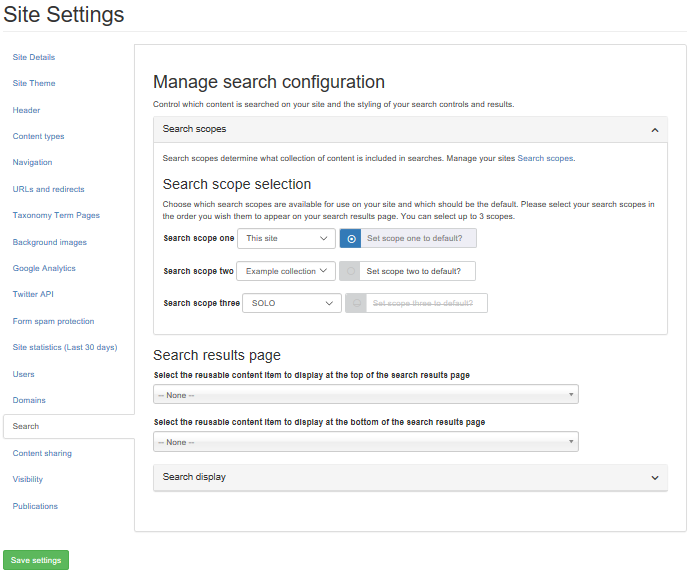 Site Settings
Site Details
Site Theme
Header
Content types
Navigation
URLs and redirects
Taxonomy Term Pages
Background images
Google Analytics
Twitter API
Form spam protection
Site statistics (Last 30 days)
Users
Domains
Search
Content sharing
Visibility
Publications
Manage search configuration
Control which content is searched on your site and the styling of your search controls and results.
Search scopes
Search scopes determine what collection of content is included in searches. Manage your sites Search scopes.
Search scope selection
Choose which search scopes are available for use on your site and which should be the default. Please select your search scopes in
the order you wish them to appear on your search results page. You can select up to 3 scopes.
Search scope one This site Set scope one to default?
Search scope two Example collection Set scope two to default?
Search scope three SOLO Set scope three to default?
Search results page
Select the reusable content item to display at the top of the search results page
-- None --
Select the reusable content item to display at the bottom of the search results page
-- None --
Search display
Save settings